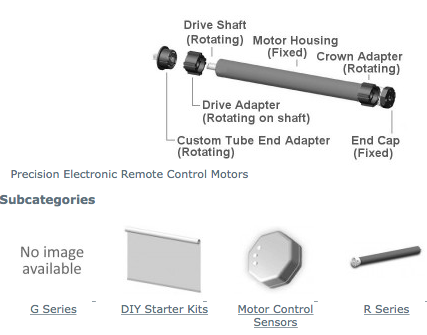 Drive Shaft
(Rotating)
Motor Housing
(Fixed)
Crown Adapter
(Rotating)
Drive Adapter
(Rotating on shaft)
Custom Tube End Adapter
(Rotating)
End Cap
(Fixed)
Precision Electronic Remote Control Motors
Subcategories
No image
available
G Series
DIY Starter Kits
Motor Control
Sensors
R Series